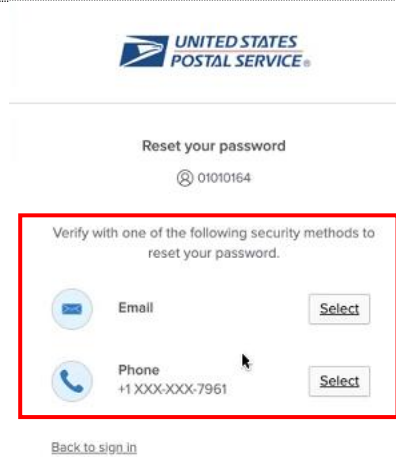 UNITED STATES
POSTAL SERVICE®
Reset your password
01010164
Verify with one of the following security methods to
reset your password.
Email
Select
Phone
+1 XXX-XXX-7961
Select
Back to sign in